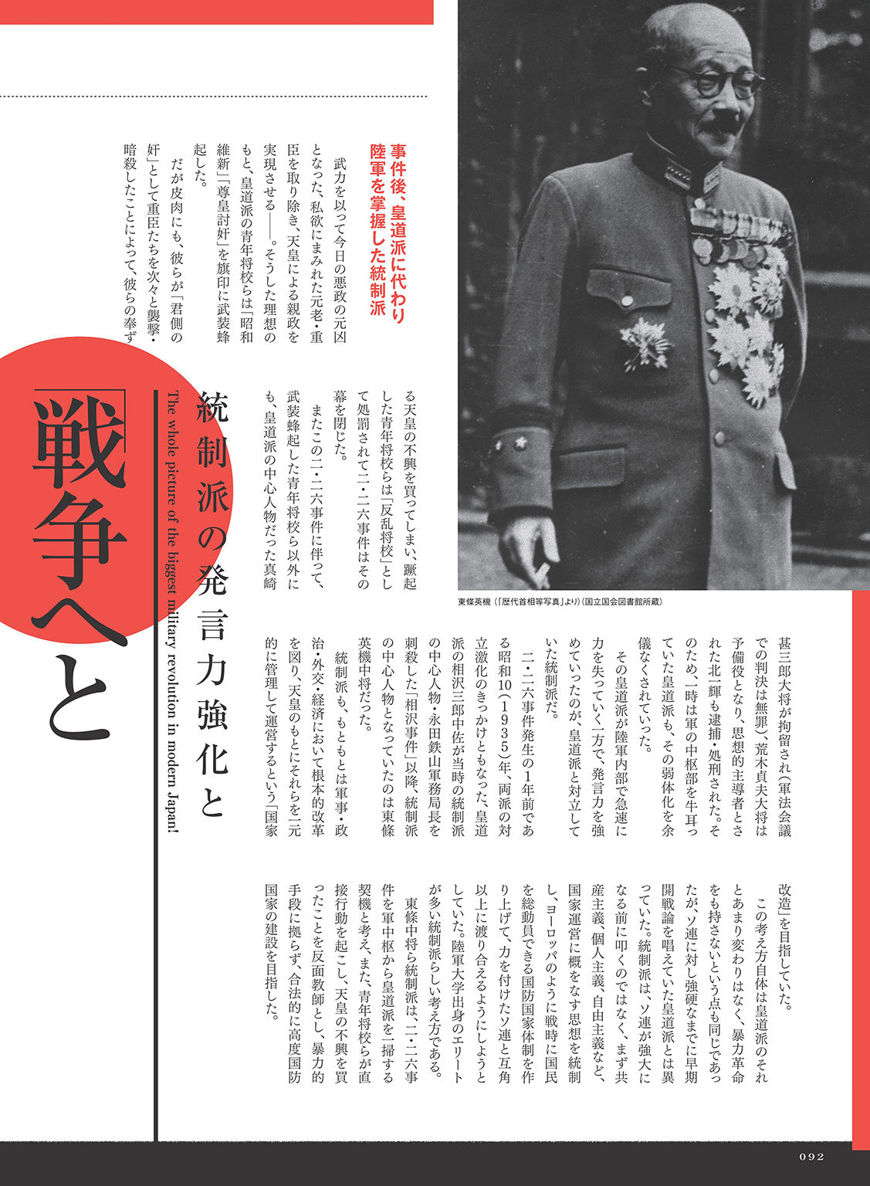 「戦争へと
統制派の発言力強化と
The whole picture of the biggest military revolution in modern Japan!
事件後、皇道派に代わり
陸軍を掌握した統制派
武力を以って今日の悪政の元凶
となった、私欲にまみれた元老・重
臣を取り除き、天皇による親政を
実現させる――。そうした理想の
もと、皇道派の青年将校らは「昭和
維新」「尊皇討奸」を旗印に武装蜂
起した。
だが皮肉にも、彼らが「君側の
奸」として重臣たちを次々と襲撃・
暗殺したことによって、彼らの奉ず
る天皇の不興を買ってしまい、蹶起
した青年将校らは「反乱将校」とし
て処罰されて二・二六事件はその
幕を閉じた。
またこの二・二六事件に伴って、
武装蜂起した青年将校ら以外に
も、皇道派の中心人物だった真崎
甚三郎大将が拘留され（軍法会議
での判決は無罪）、荒木貞夫大将は
予備役となり、思想的主導者とさ
れた北一輝も逮捕・処刑された。そ
のため、一時は軍の中枢部を牛耳っ
ていた皇道派も、その弱体化を余
儀なくされていった。
その皇道派が陸軍内部で急速に
力を失っていく一方で、発言力を強
めていったのが、皇道派と対立して
いた統制派だ。
二・二六事件発生の1年前であ
る昭和10（1935）年、両派の対
立激化のきっかけともなった、皇道
派の相沢三郎中佐が当時の統制派
の中心人物・永田鉄山軍務局長を
刺殺した「相沢事件」以降、統制派
の中心人物となっていたのは東條
英機中将だった。
統制派も、もともとは軍事・政
治・外交・経済において根本的改革
を図り、天皇のもとにそれらを一元
的に管理して運営するという「国家
改造」を目指していた。
この考え方自体は皇道派のそれ
とあまり変わりはなく、暴力革命
をも持さないという点も同じであっ
たが、ソ連に対し強硬なまでに早期
開戦論を唱えていた皇道派とは異
なっていた。統制派は、ソ連が強大に
なる前に叩くのではなく、まず共
産主義、個人主義、自由主義など、
国家運営に概をなす思想を統制
し、ヨーロッパのように戦時に国民
を総動員できる国防国家体制を作
り上げて、力を付けたソ連と互角
以上に渡り合えるようにしようと
していた。陸軍大学出身のエリート
が多い統制派らしい考え方である。
東條中将ら統制派は、二・二六事
件を軍中枢から皇道派を一掃する
契機と考え、また、青年将校らが直
接行動を起こし、天皇の不興を買
ったことを反面教師とし、暴力的
手段に拠らず、合法的に高度国防
国家の建設を目指した。
東條英機（「歴代首相等写真」より）（国立国会図書館所蔵）
092